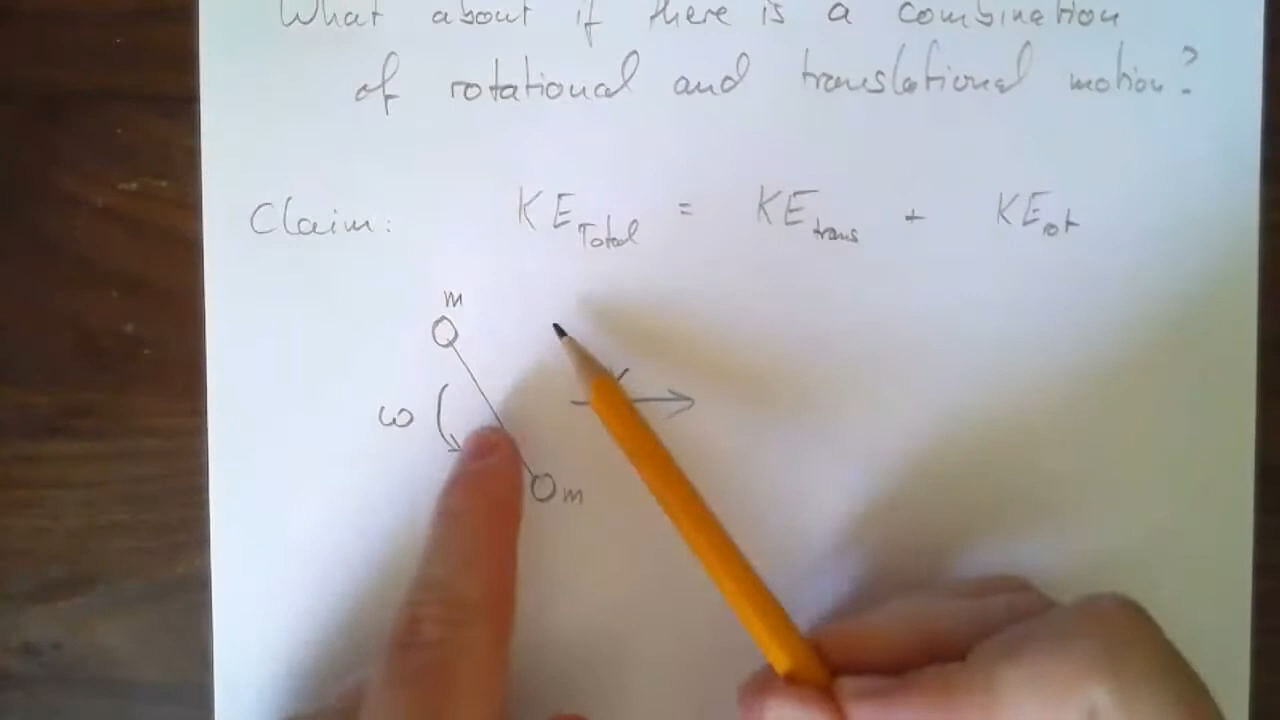 What about if there is a combination
of rotational and translational motion?
Claim: KE_Total = KE_trans + KE_rot
m
ω
m